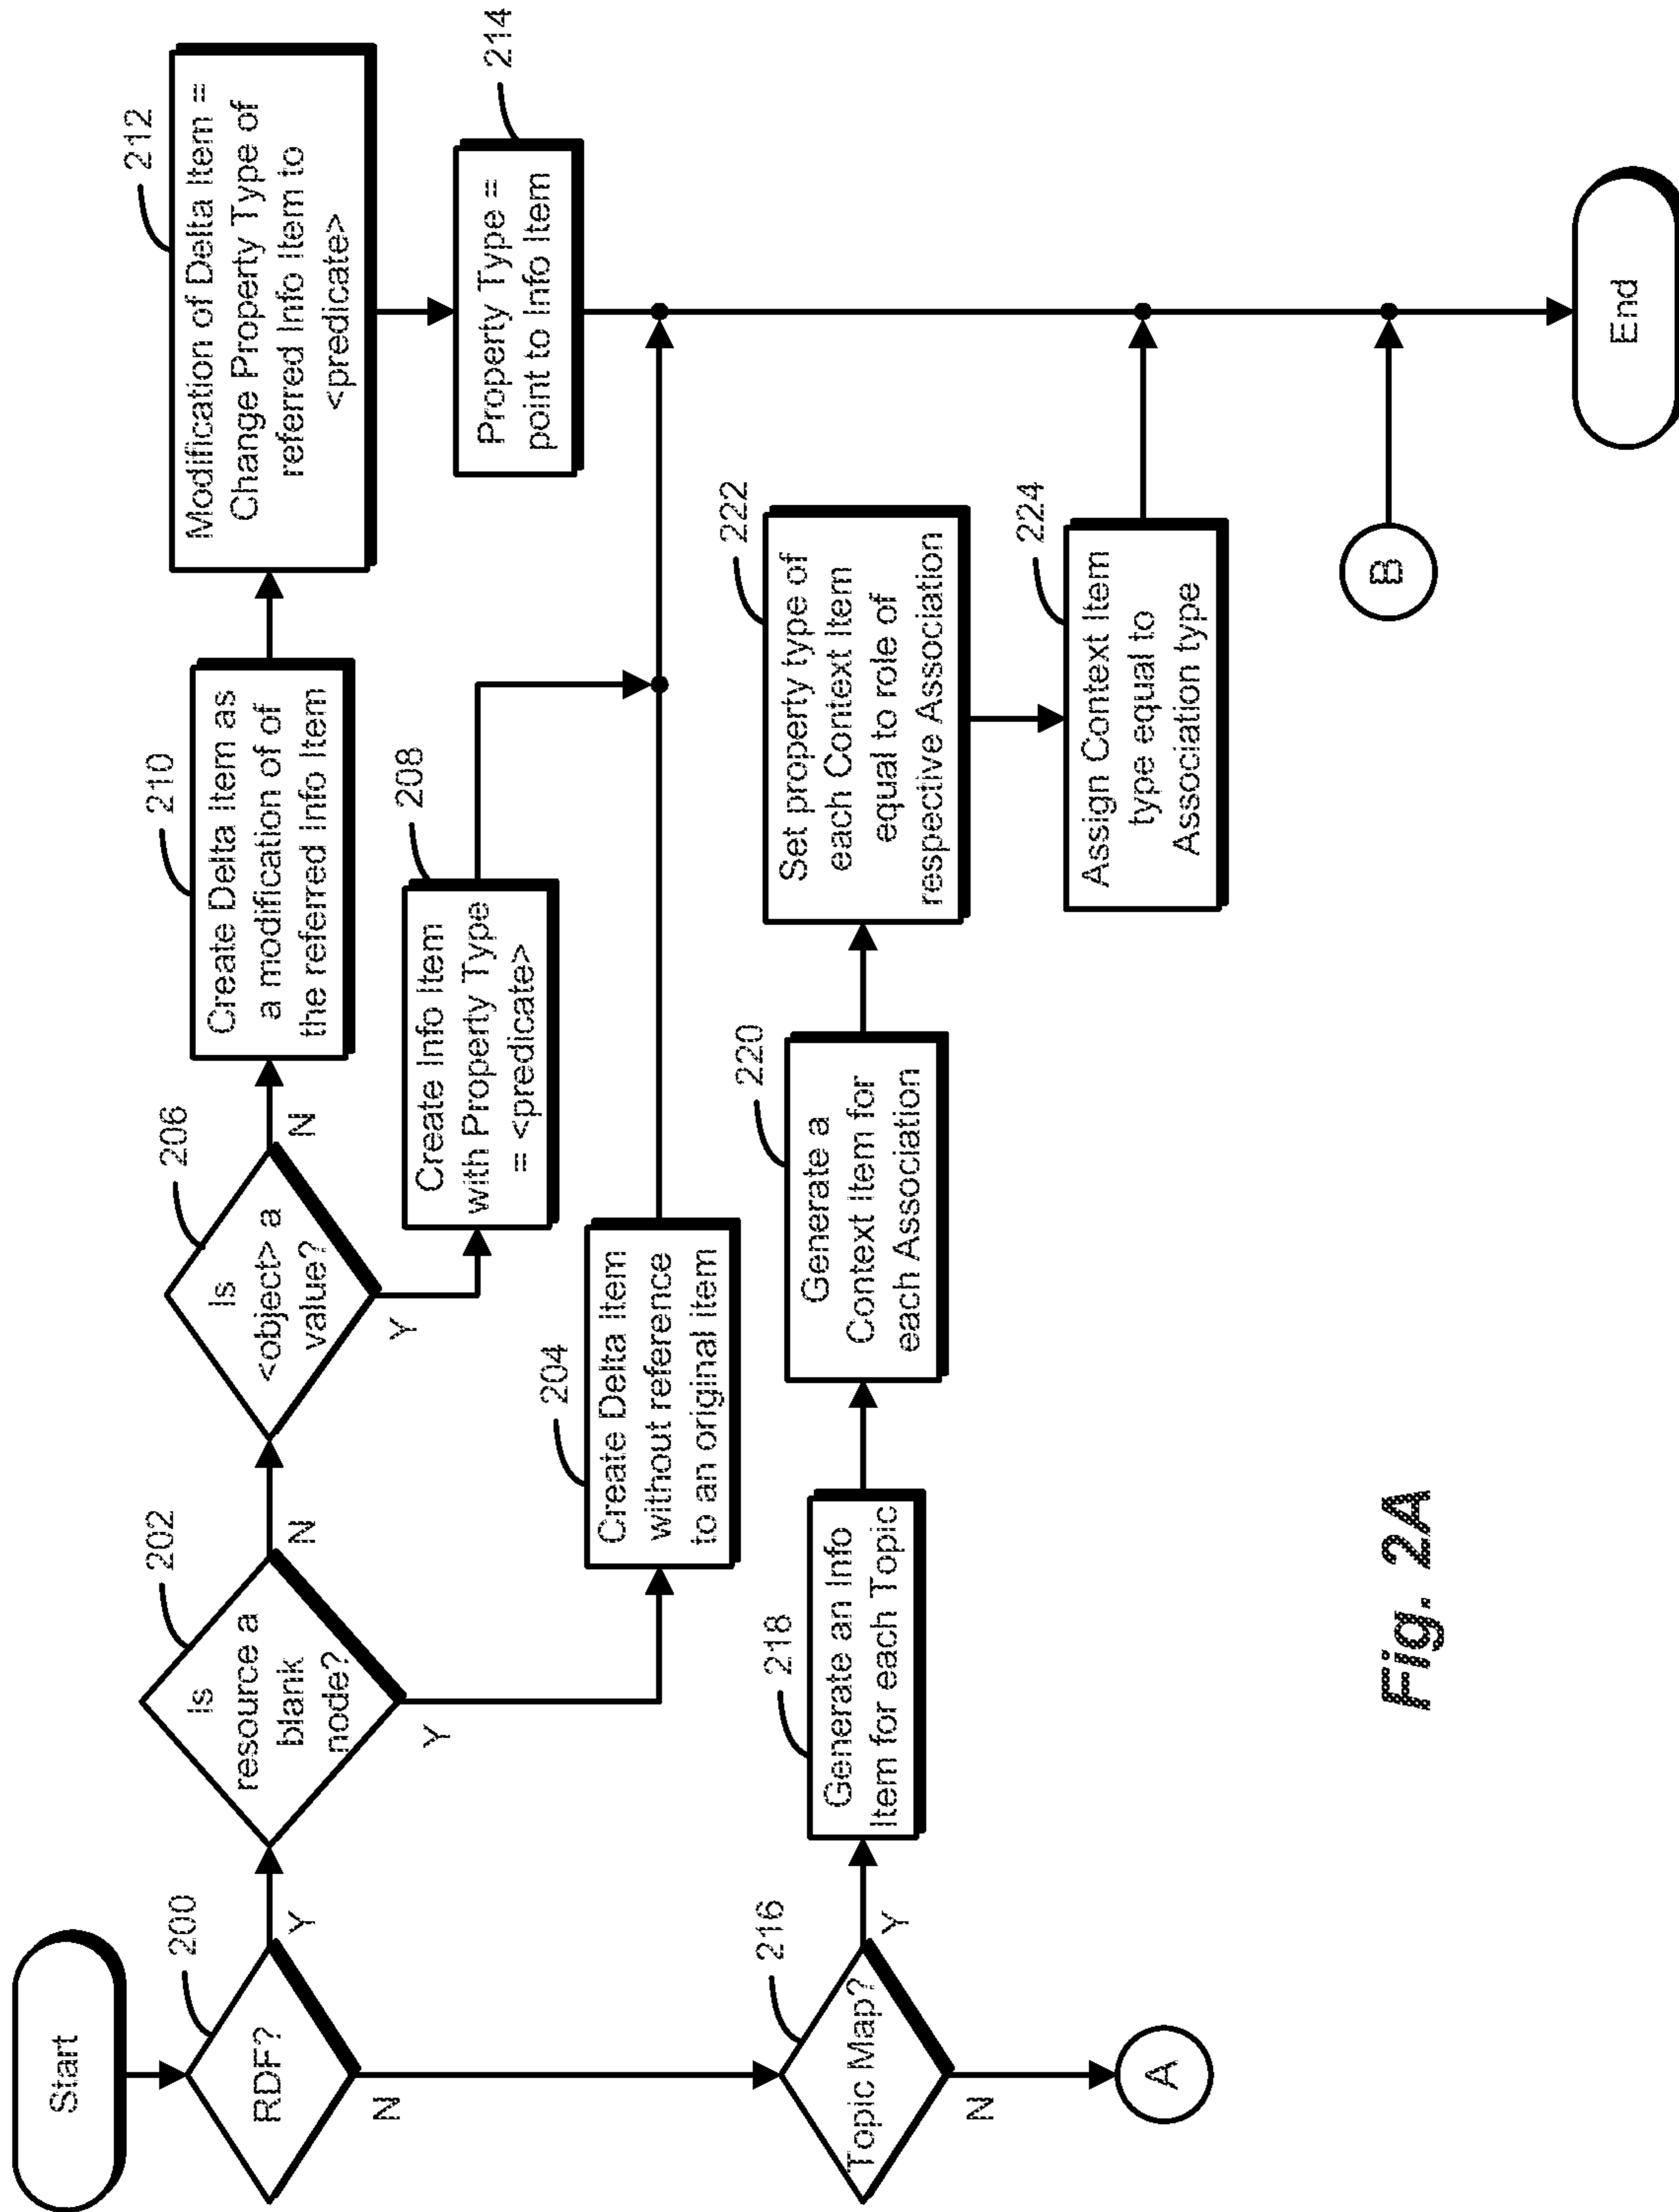 Start
200
RDF?
Y
N
202
Is
resource a
blank
node?
N
Y
206
Is
<object> a
value?
N
Y
210
Create Delta Item as
a modification of of
the referred Info Item
212
Modification of Delta Item =
Change Property Type of
referred Info Item to
<predicate>
214
Property Type =
point to Info Item
208
Create Info Item
with Property Type
= <predicate>
204
Create Delta Item
without reference
to an original item
216
Topic Map?
Y
N
218
Generate an Info
Item for each Topic
220
Generate a
Context Item for
each Association
222
Set property type of
each Context Item
equal to role of
respective Association
224
Assign Context Item
type equal to
Association type
A
B
End
Fig. 2A